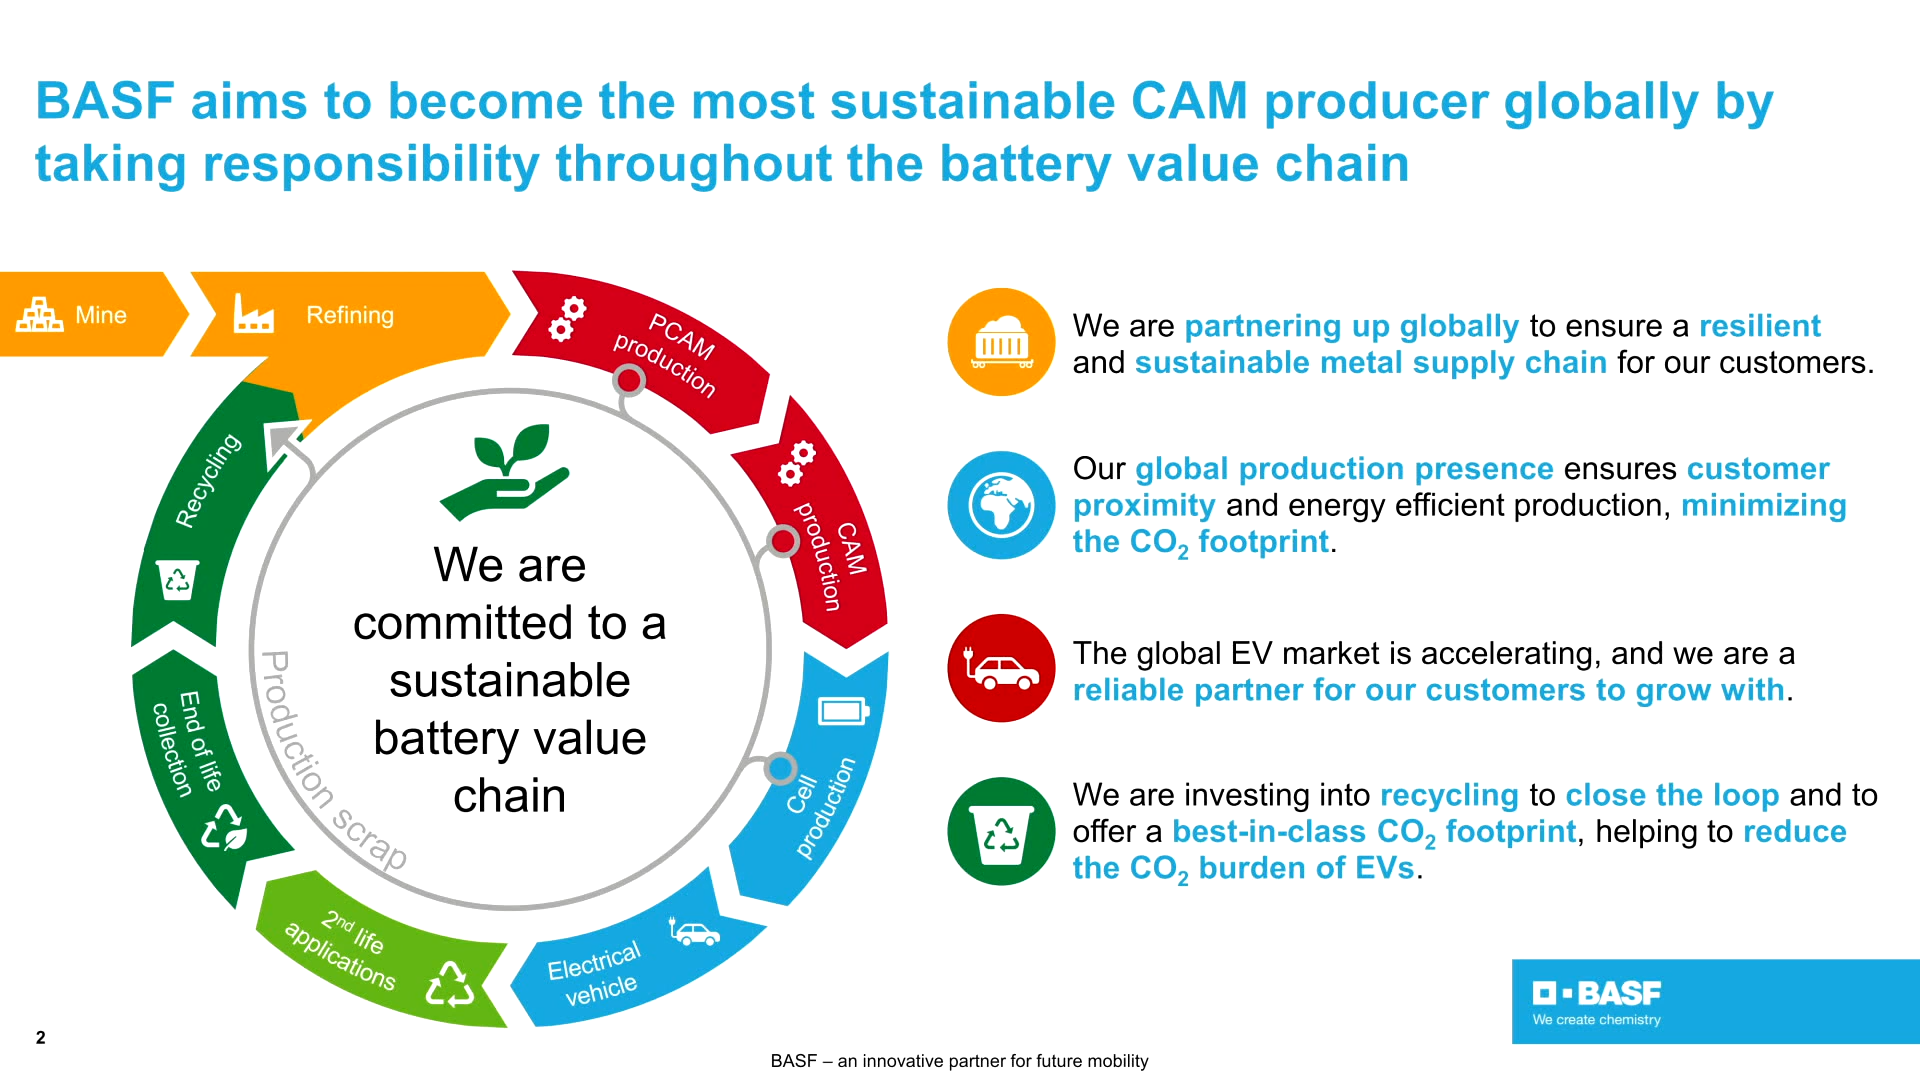 BASF aims to become the most sustainable CAM producer globally by
taking responsibility throughout the battery value chain
Mine
Refining
PCAM
production
CAM
production
Cell
production
Electrical
vehicle
2nd life
applications
End of life
collection
Recycling
Production scrap
We are
committed to a
sustainable
battery value
chain
We are partnering up globally to ensure a resilient
and sustainable metal supply chain for our customers.
Our global production presence ensures customer
proximity and energy efficient production, minimizing
the CO2 footprint.
The global EV market is accelerating, and we are a
reliable partner for our customers to grow with.
We are investing into recycling to close the loop and to
offer a best-in-class CO2 footprint, helping to reduce
the CO2 burden of EVs.
BASF
We create chemistry
2
BASF – an innovative partner for future mobility